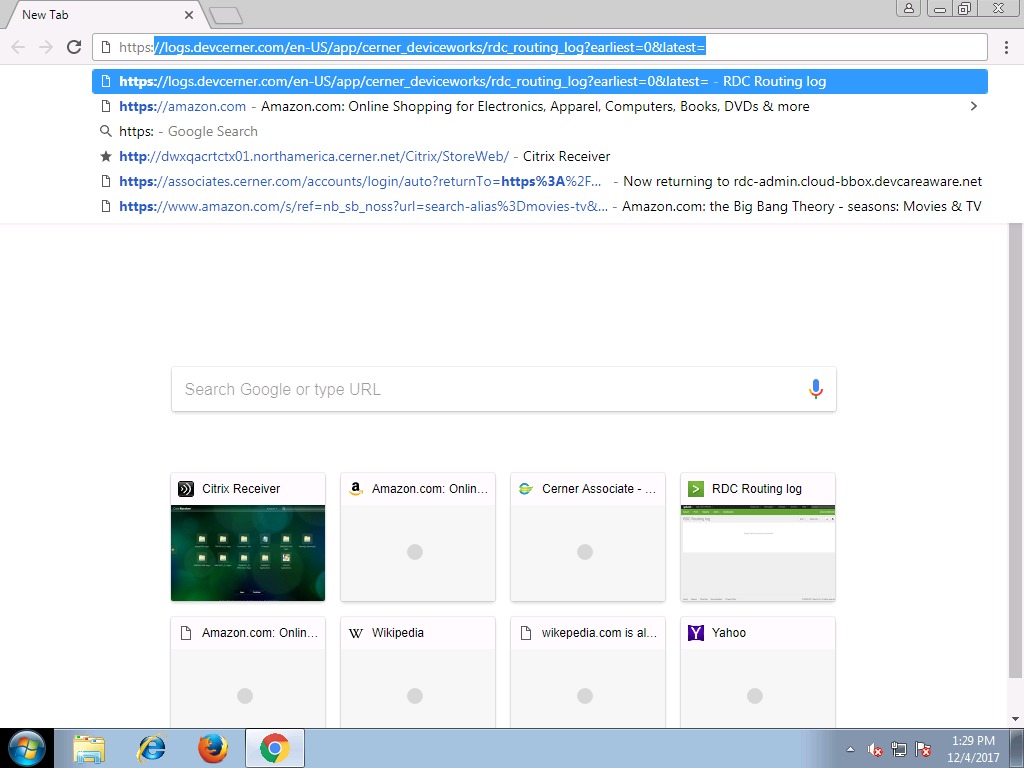 New Tab
https://logs.devcerner.com/en-US/app/cerner_deviceworks/rdc_routing_log?earliest=0&latest=
https://logs.devcerner.com/en-US/app/cerner_deviceworks/rdc_routing_log?earliest=0&latest= - RDC Routing log
https://amazon.com - Amazon.com: Online Shopping for Electronics, Apparel, Computers, Books, DVDs & more
https: - Google Search
http://dwxqacrtctx01.northamerica.cerner.net/Citrix/StoreWeb/ - Citrix Receiver
https://associates.cerner.com/accounts/login/auto?returnTo=https%3A%2F... - Now returning to rdc-admin.cloud-bbox.devcareaware.net
https://www.amazon.com/s/ref=nb_sb_noss?url=search-alias%3Dmovies-tv&... - Amazon.com: the Big Bang Theory - seasons: Movies & TV
Search Google or type URL
Citrix Receiver
Amazon.com: Onlin...
Cerner Associate - ...
RDC Routing log
Amazon.com: Onlin...
Wikipedia
wikepedia.com is al...
Yahoo
1:29 PM
12/4/2017